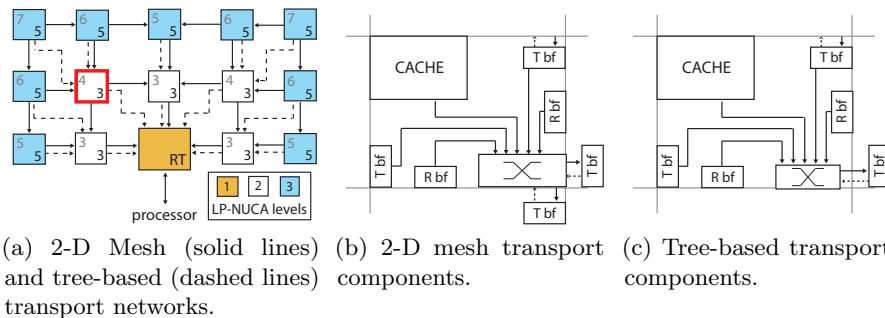 7 5 6 5 5 5 6 5 7 5
6 5 4 3 3 3 4 3 6 5
5 5 3 3 RT 3 3 5 5
processor
1 2 3
LP-NUCA levels
CACHE
T bf
R bf
T bf
R bf
T bf
T bf
CACHE
T bf
R bf
T bf
R bf
T bf
(a) 2-D Mesh (solid lines)
and tree-based (dashed lines)
transport networks.
(b) 2-D mesh transport
components.
(c) Tree-based transport
components.